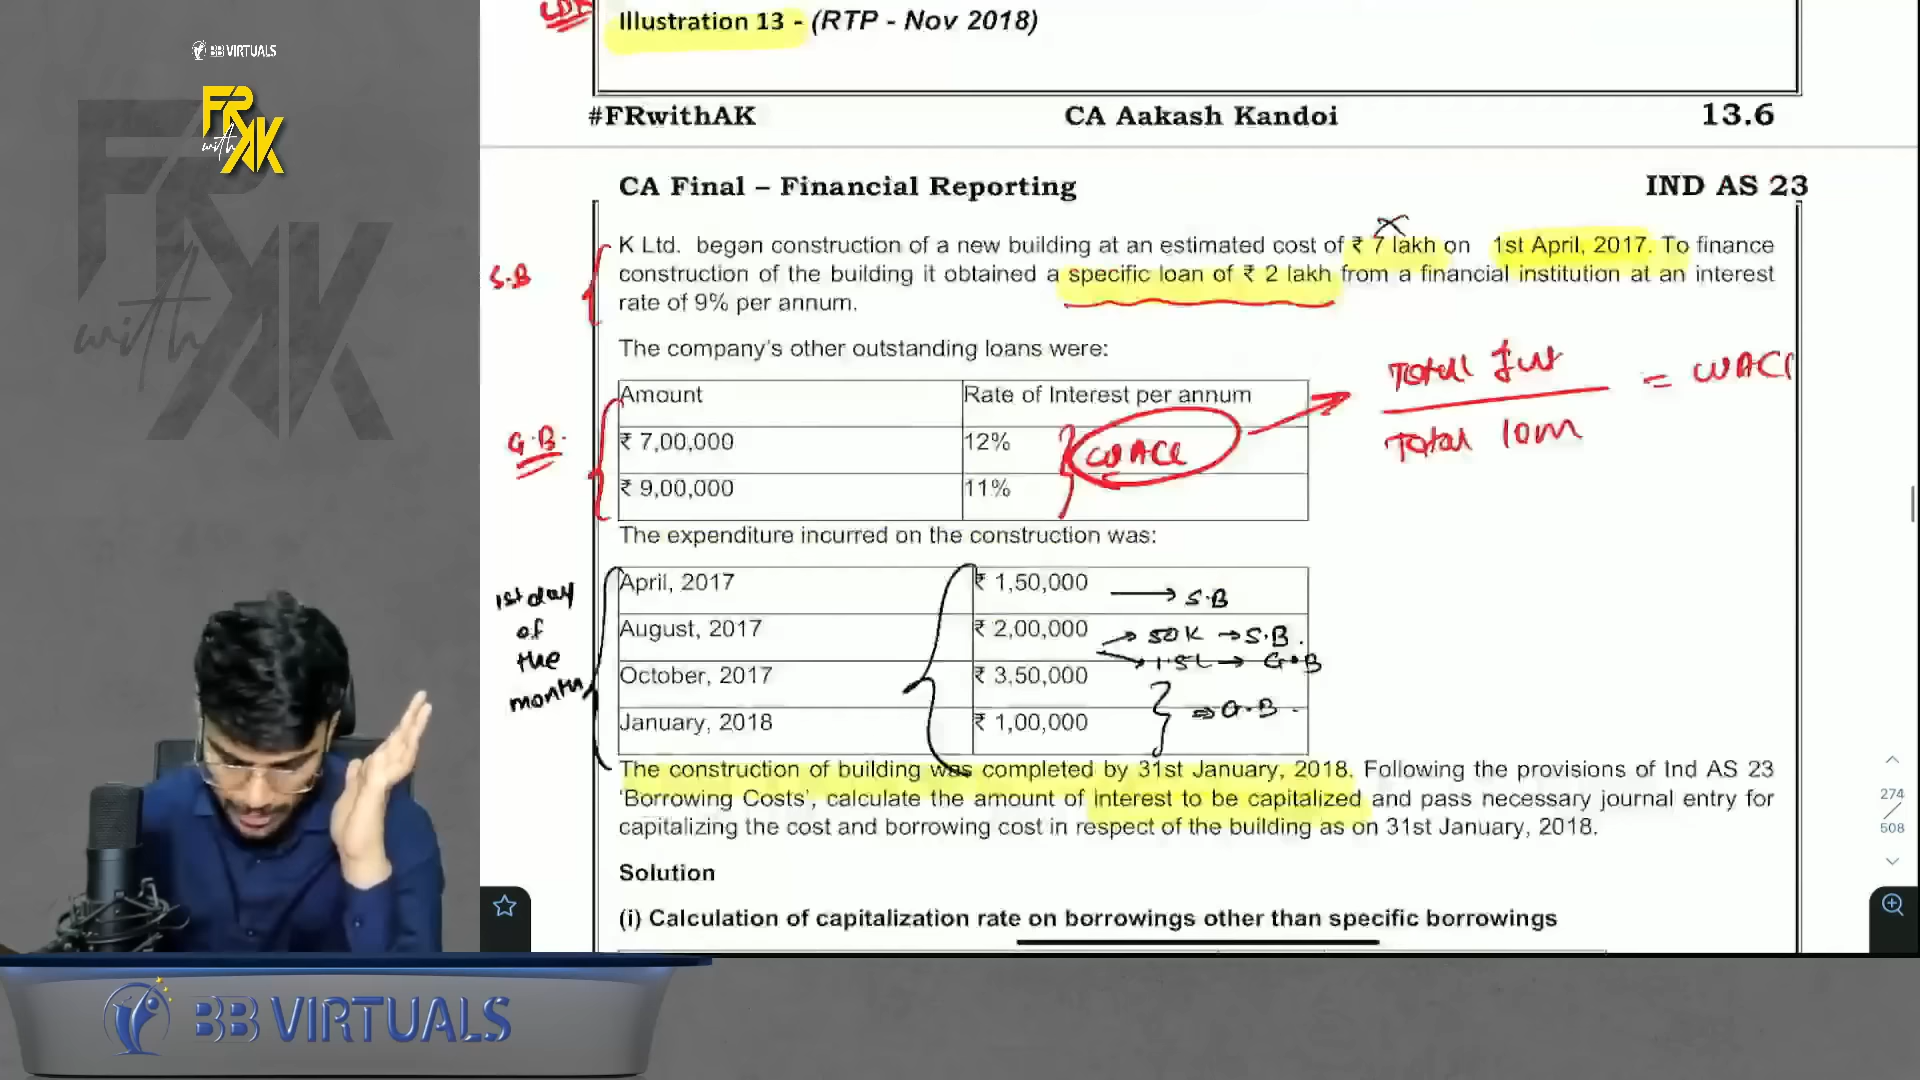 BB VIRTUALS
FR
with
AK
LDR
Illustration 13 - (RTP - Nov 2018)
#FRwithAK CA Aakash Kandoi 13.6
CA Final – Financial Reporting IND AS 23
S.B
K Ltd. began construction of a new building at an estimated cost of ₹ 7 lakh on 1st April, 2017. To finance
construction of the building it obtained a specific loan of ₹ 2 lakh from a financial institution at an interest
rate of 9% per annum.
The company's other outstanding loans were:
G.B.
Amount Rate of Interest per annum
₹ 7,00,000 12%
₹ 9,00,000 11%
WACC
Total Int
Total loan
= WACC
The expenditure incurred on the construction was:
1st day
of
the
month
April, 2017 ₹ 1,50,000 → S.B
August, 2017 ₹ 2,00,000 → 50K → S.B.
→ 1.5L → G.B
October, 2017 ₹ 3,50,000
January, 2018 ₹ 1,00,000
⇒ G.B.
The construction of building was completed by 31st January, 2018. Following the provisions of Ind AS 23
'Borrowing Costs', calculate the amount of interest to be capitalized and pass necessary journal entry for
capitalizing the cost and borrowing cost in respect of the building as on 31st January, 2018.
Solution
(i) Calculation of capitalization rate on borrowings other than specific borrowings
274
/
508
BB VIRTUALS